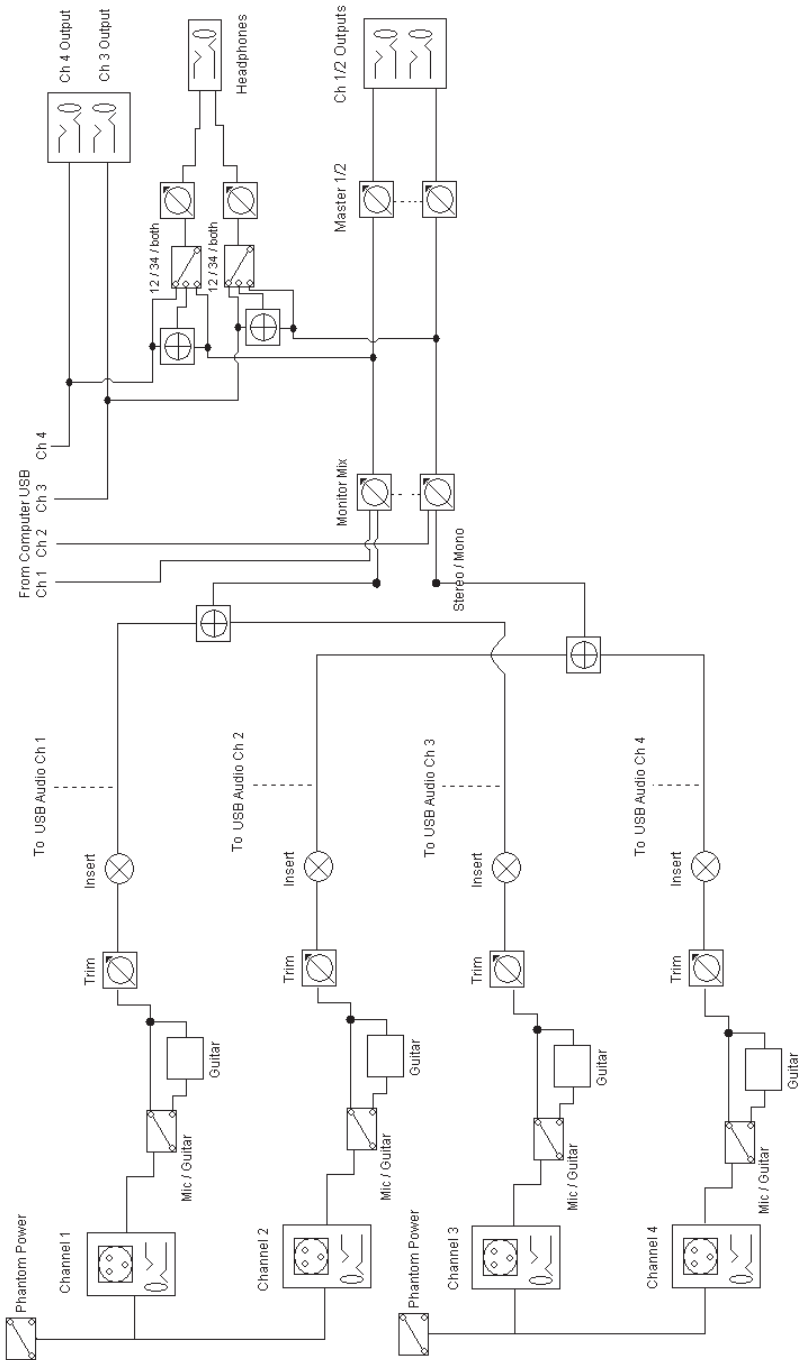 Phantom Power
Channel 1
Mic / Guitar
Guitar
Trim
Insert
To USB Audio Ch 1
Channel 2
Mic / Guitar
Guitar
Trim
Insert
To USB Audio Ch 2
Phantom Power
Channel 3
Mic / Guitar
Guitar
Trim
Insert
To USB Audio Ch 3
Channel 4
Mic / Guitar
Guitar
Trim
Insert
To USB Audio Ch 4
From Computer USB
Ch 1
Ch 2
Ch 3
Ch 4
Stereo / Mono
Monitor Mix
12 / 34 / both
12 / 34 / both
Master 1/2
Ch 4 Output
Ch 3 Output
Headphones
Ch 1/2 Outputs